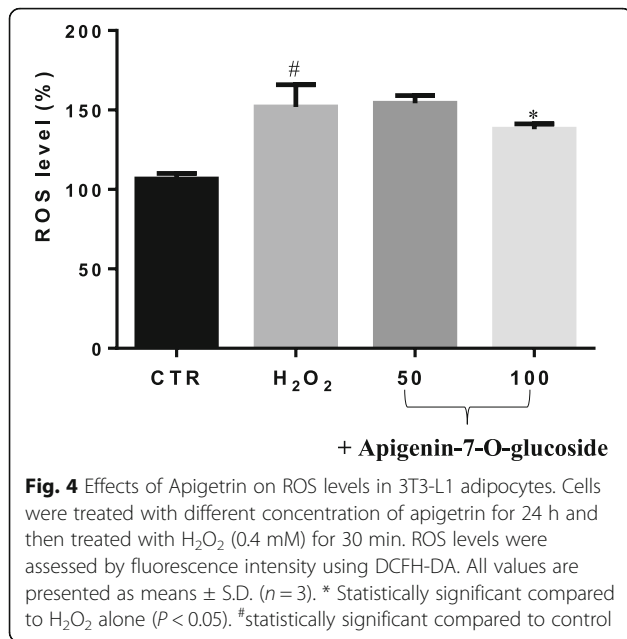 200
150
100
50
0
ROS level (%)
#
*
CTR
H₂O₂
50
100
+ Apigenin-7-O-glucoside
Fig. 4 Effects of Apigetrin on ROS levels in 3T3-L1 adipocytes. Cells
were treated with different concentration of apigetrin for 24 h and
then treated with H₂O₂ (0.4 mM) for 30 min. ROS levels were
assessed by fluorescence intensity using DCFH-DA. All values are
presented as means ± S.D. (n = 3). * Statistically significant compared
to H₂O₂ alone (P < 0.05). #statistically significant compared to control